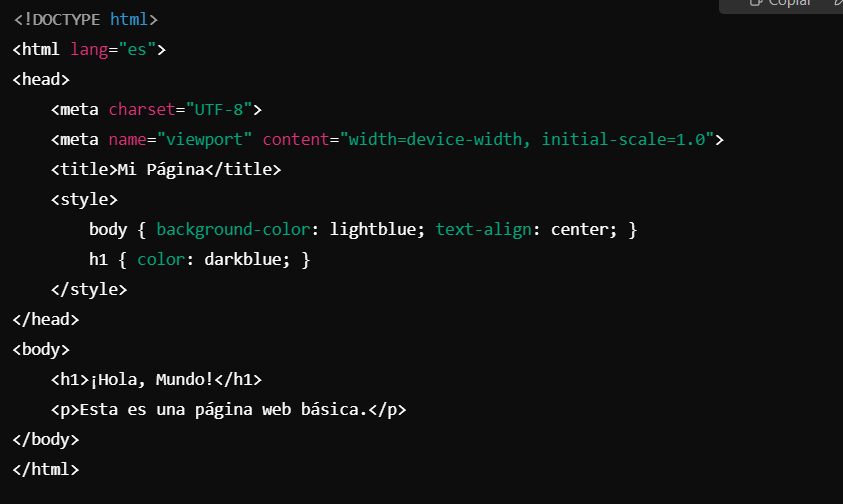 Copiar
<!DOCTYPE html>
<html lang="es">
<head>
    <meta charset="UTF-8">
    <meta name="viewport" content="width=device-width, initial-scale=1.0">
    <title>Mi Página</title>
    <style>
        body { background-color: lightblue; text-align: center; }
        h1 { color: darkblue; }
    </style>
</head>
<body>
    <h1>¡Hola, Mundo!</h1>
    <p>Esta es una página web básica.</p>
</body>
</html>